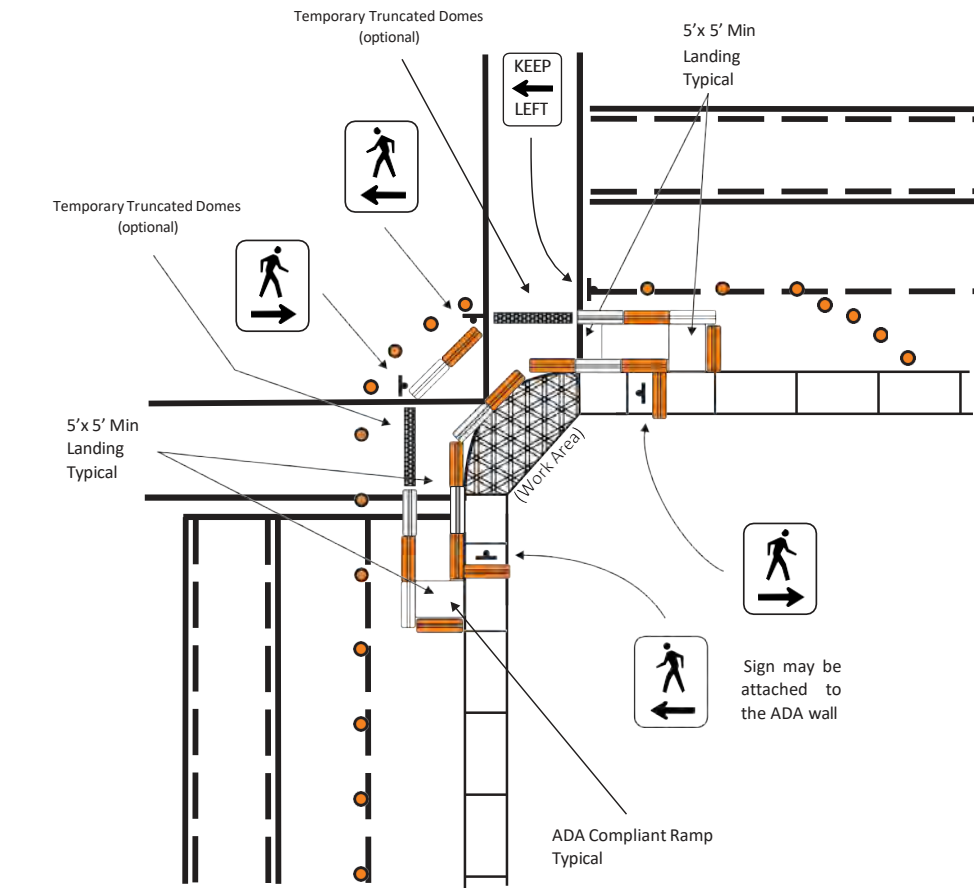 Temporary Truncated Domes
(optional)
KEEP
LEFT
5’x 5’ Min
Landing
Typical
Temporary Truncated Domes
(optional)
5’x 5’ Min
Landing
Typical
(Work Area)
Sign may be
attached to
the ADA wall
ADA Compliant Ramp
Typical